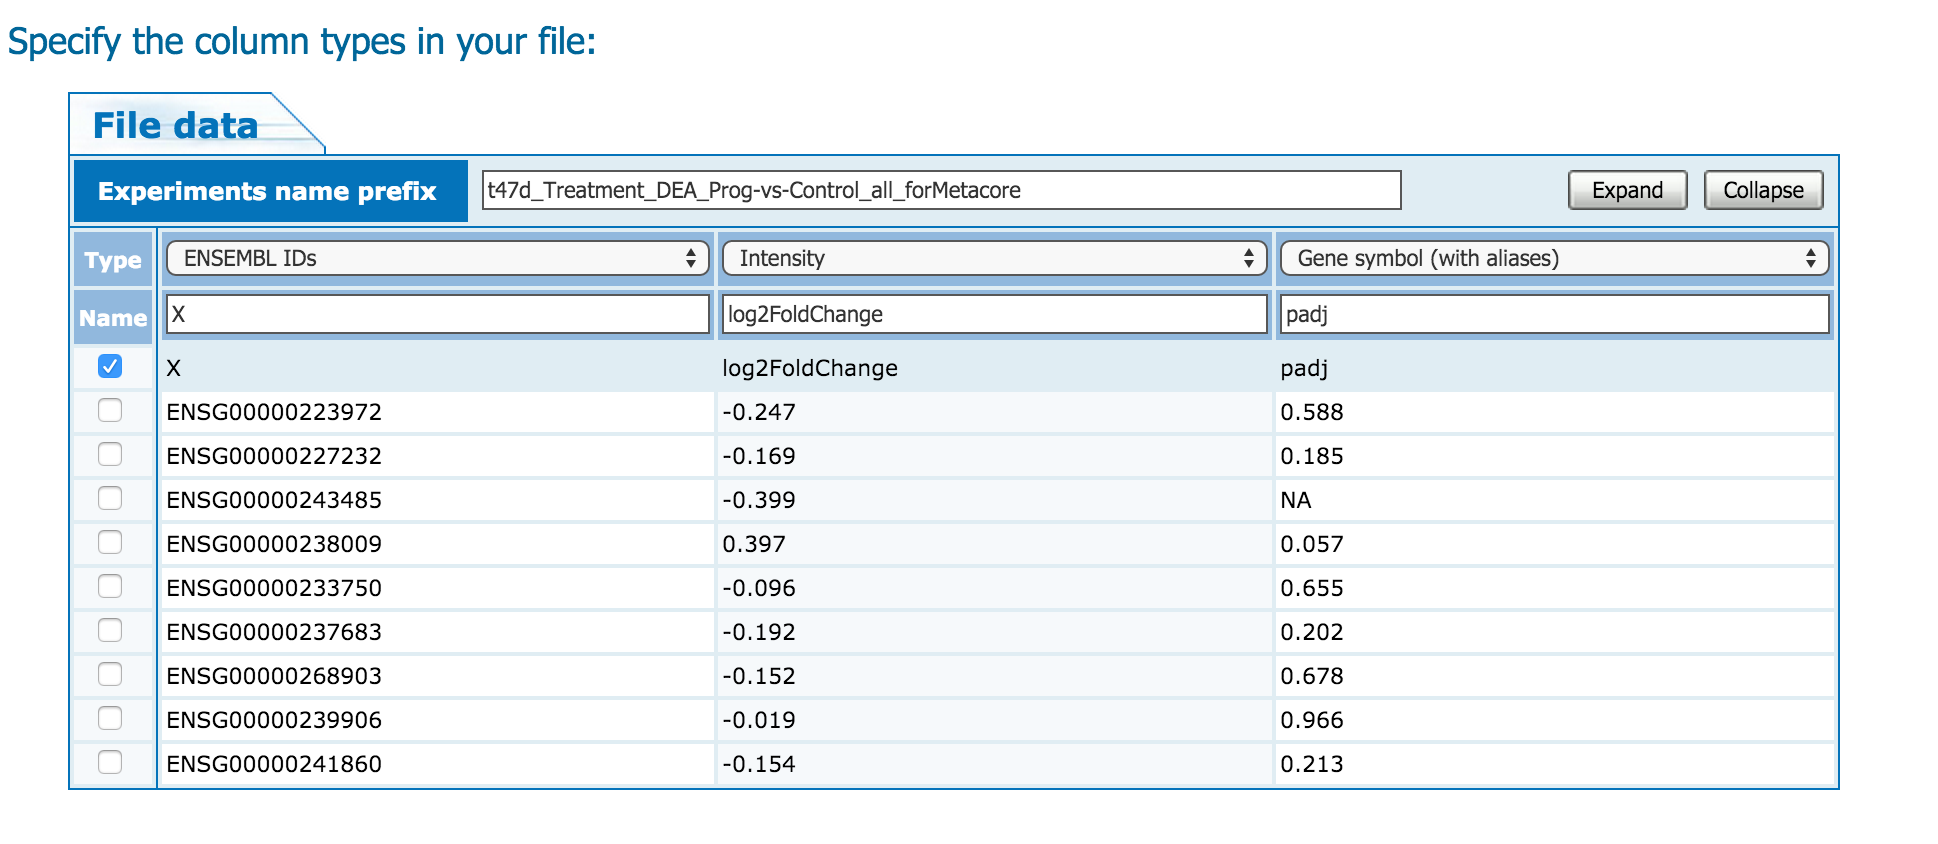 Specify the column types in your file:
File data
Experiments name prefix t47d_Treatment_DEA_Prog-vs-Control_all_forMetacore Expand Collapse
Type ENSEMBL IDs Intensity Gene symbol (with aliases)
Name X log2FoldChange padj
X log2FoldChange padj
ENSG00000223972 -0.247 0.588
ENSG00000227232 -0.169 0.185
ENSG00000243485 -0.399 NA
ENSG00000238009 0.397 0.057
ENSG00000233750 -0.096 0.655
ENSG00000237683 -0.192 0.202
ENSG00000268903 -0.152 0.678
ENSG00000239906 -0.019 0.966
ENSG00000241860 -0.154 0.213